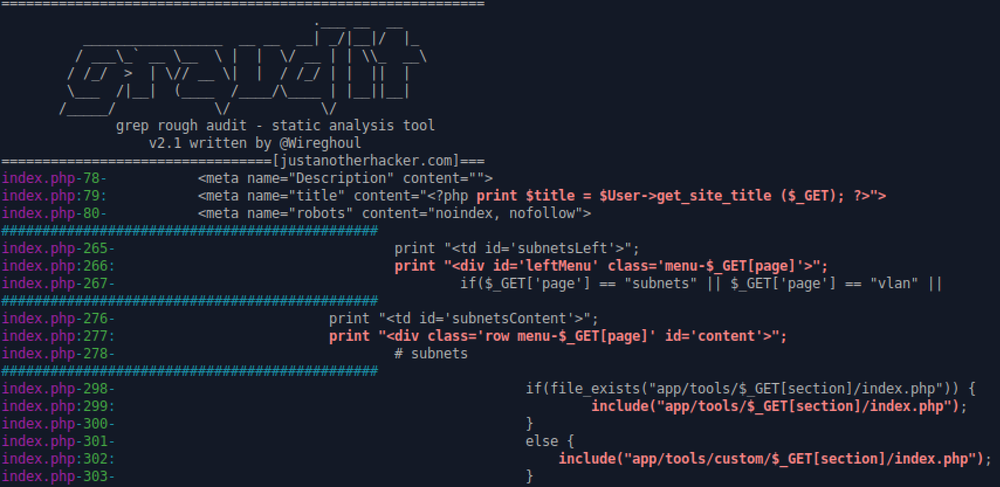 ===========================================================
                                      .___ __  __
          _________________  __ __  __| _/|__|/  |_
         / ___\_` __ \__  \ |  |  \/ __ | | \\_  __\
        / /_/ >  | \// __ \|  |  / /_/ | |  ||  |
        \___  /|__|  (____  /____/\____ | |__||__|
       /_____/            \/           \/
              grep rough audit - static analysis tool
                  v2.1 written by @Wireghoul
=================================[justanotherhacker.com]===
index.php-78-           <meta name="Description" content="">
index.php:79:           <meta name="title" content="<?php print $title = $User->get_site_title ($_GET); ?>">
index.php-80-           <meta name="robots" content="noindex, nofollow">
##############################################
index.php-265-                                  print "<td id='subnetsLeft'>";
index.php:266:                                  print "<div id='leftMenu' class='menu-$_GET[page]'>";
index.php-267-                                          if($_GET['page'] == "subnets" || $_GET['page'] == "vlan" ||
##############################################
index.php-276-                          print "<td id='subnetsContent'>";
index.php:277:                          print "<div class='row menu-$_GET[page]' id='content'>";
index.php-278-                                  # subnets
##############################################
index.php-298-                                                  if(file_exists("app/tools/$_GET[section]/index.php")) {
index.php:299:                                                          include("app/tools/$_GET[section]/index.php");
index.php-300-                                                  }
index.php-301-                                                  else {
index.php:302:                                                      include("app/tools/custom/$_GET[section]/index.php");
index.php-303-                                                  }